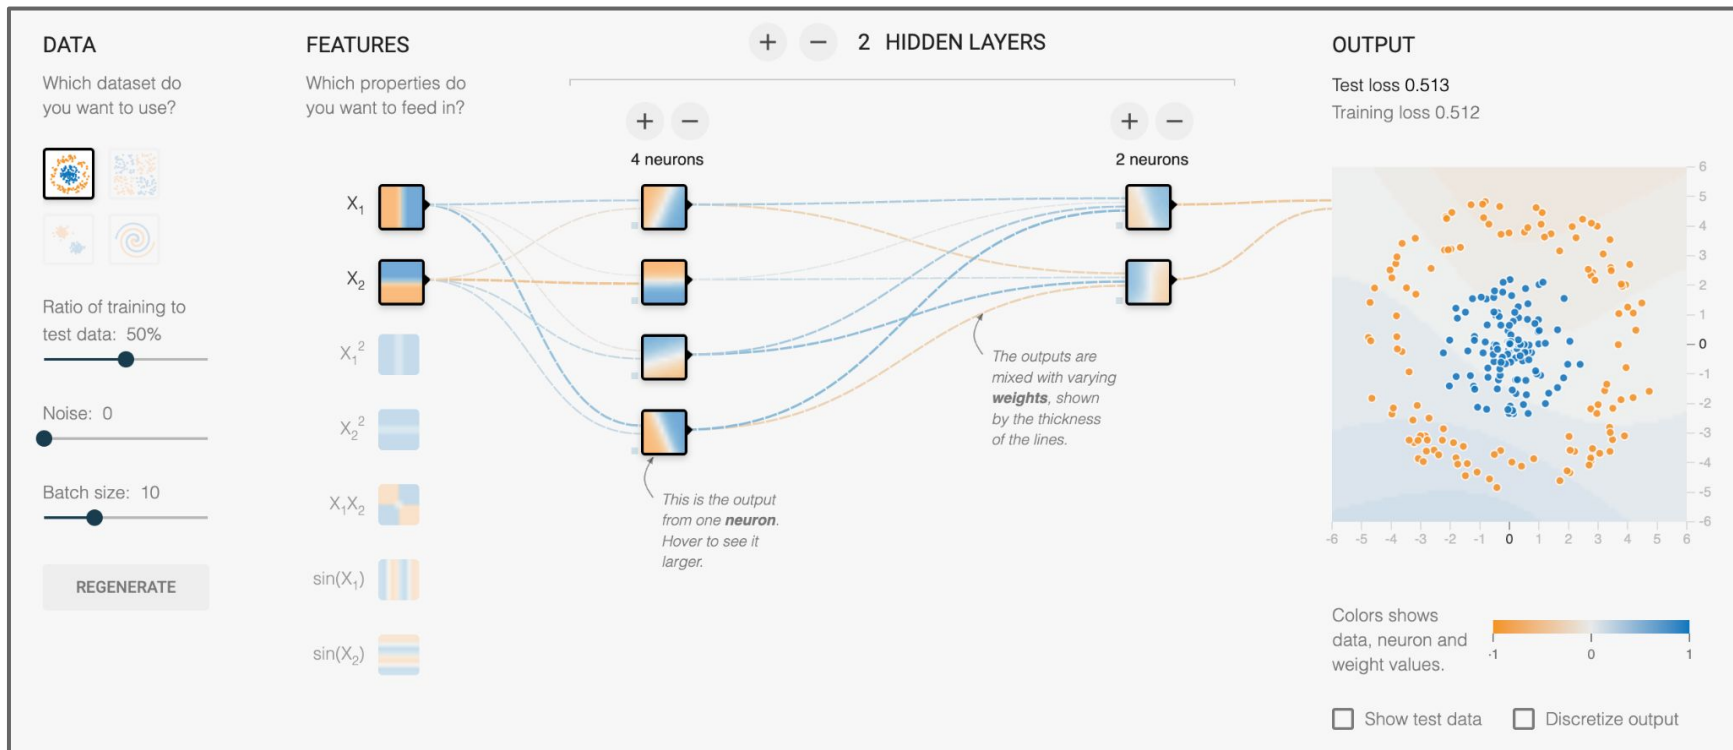 DATA
Which dataset do
you want to use?
Ratio of training to
test data: 50%
Noise: 0
Batch size: 10
REGENERATE
FEATURES
Which properties do
you want to feed in?
X1
X2
X1²
X2²
X1X2
sin(X1)
sin(X2)
+ − 2 HIDDEN LAYERS
+ −
4 neurons
+ −
2 neurons
This is the output
from one neuron.
Hover to see it
larger.
The outputs are
mixed with varying
weights, shown
by the thickness
of the lines.
OUTPUT
Test loss 0.513
Training loss 0.512
6
5
4
3
2
1
0
-1
-2
-3
-4
-5
-6
-6 -5 -4 -3 -2 -1 0 1 2 3 4 5 6
Colors shows
data, neuron and
weight values.
-1 0 1
Show test data
Discretize output